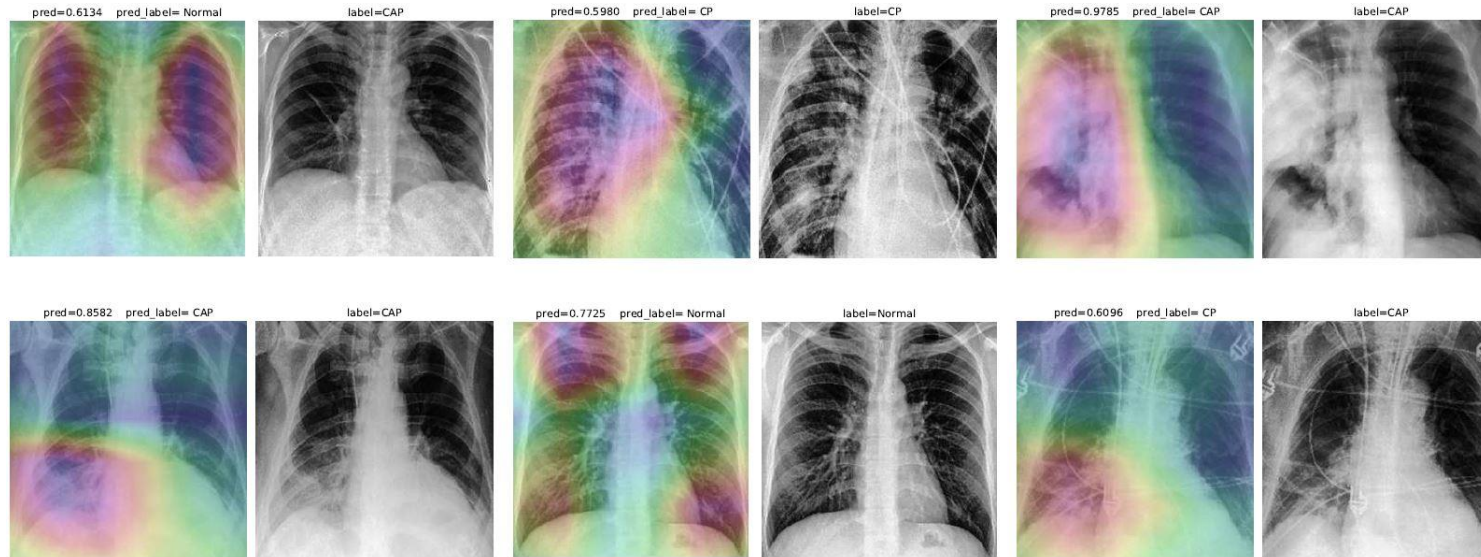 pred=0.6134 pred_label= Normal
label=CAP
pred=0.5980 pred_label= CP
label=CP
pred=0.9785 pred_label= CAP
label=CAP
pred=0.8582 pred_label= CAP
label=CAP
pred=0.7725 pred_label= Normal
label=Normal
pred=0.6096 pred_label= CP
label=CAP